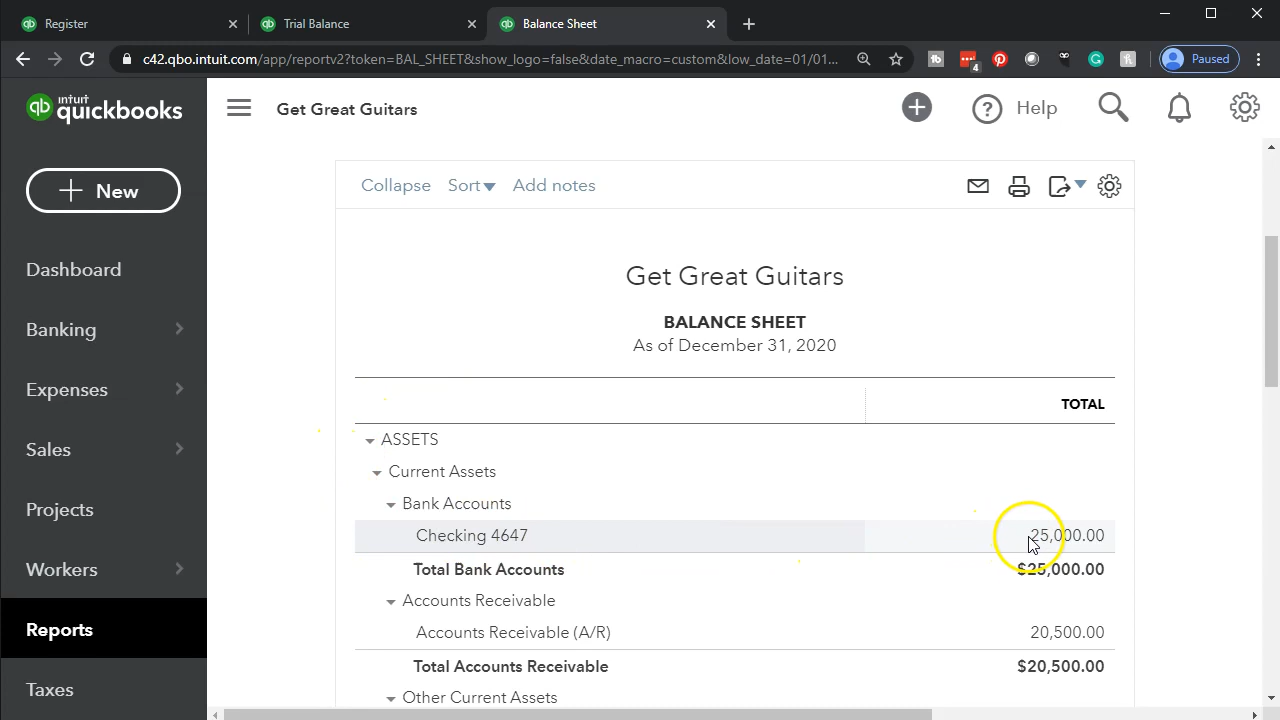 Register
Trial Balance
Balance Sheet
c42.qbo.intuit.com/app/reportv2?token=BAL_SHEET&show_logo=false&date_macro=custom&low_date=01/01...
4
Paused
intuit
quickbooks
Get Great Guitars
Help
New
Dashboard
Banking
Expenses
Sales
Projects
Workers
Reports
Taxes
Collapse Sort Add notes
Get Great Guitars
BALANCE SHEET
As of December 31, 2020
TOTAL
ASSETS
Current Assets
Bank Accounts
Checking 4647 25,000.00
Total Bank Accounts $25,000.00
Accounts Receivable
Accounts Receivable (A/R) 20,500.00
Total Accounts Receivable $20,500.00
Other Current Assets